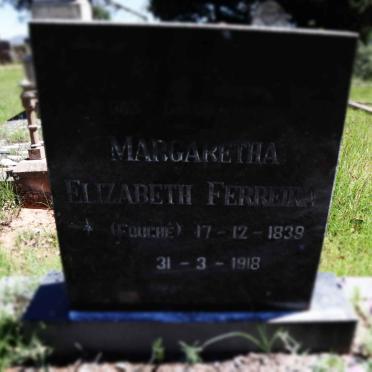 MARGARETHA
ELIZABETH FERREIRA
* (FOUCHÉ) 17 - 12 - 1839
31 - 3 - 1918